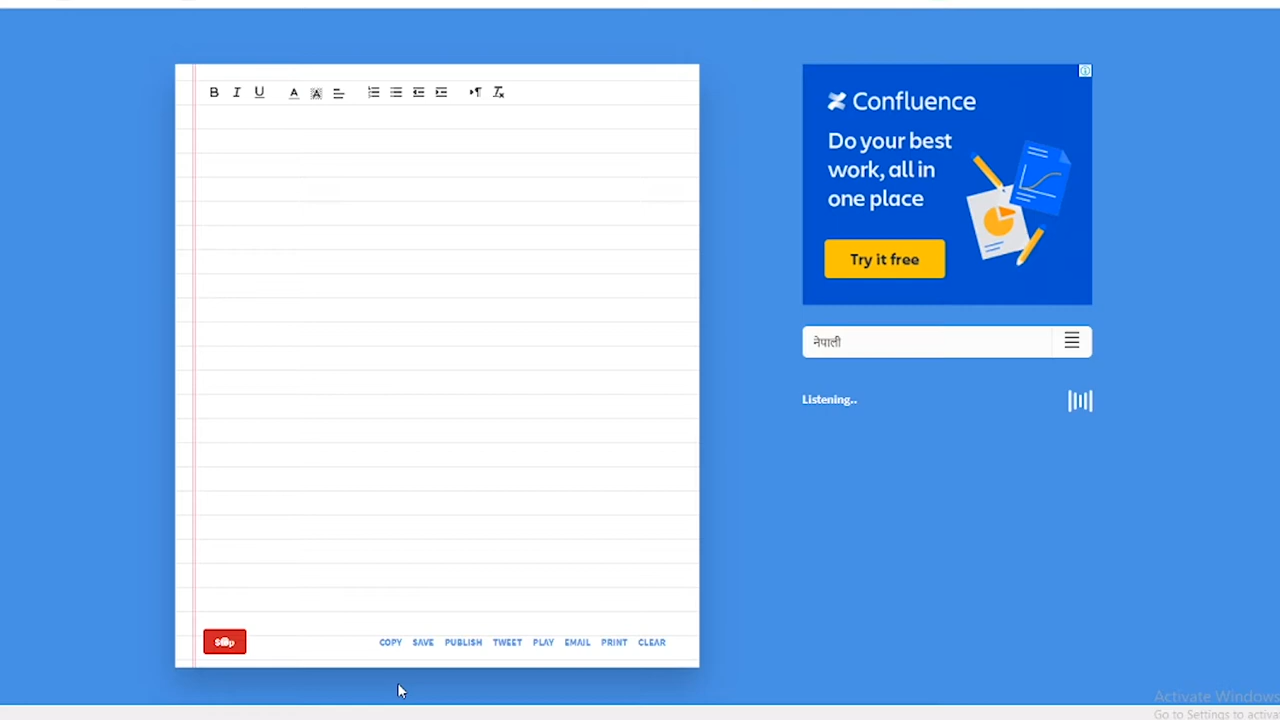 B I U A A
Confluence
Do your best
work, all in
one place
Try it free
नेपाली
Listening..
COPY SAVE PUBLISH TWEET PLAY EMAIL PRINT CLEAR
Activate Windows